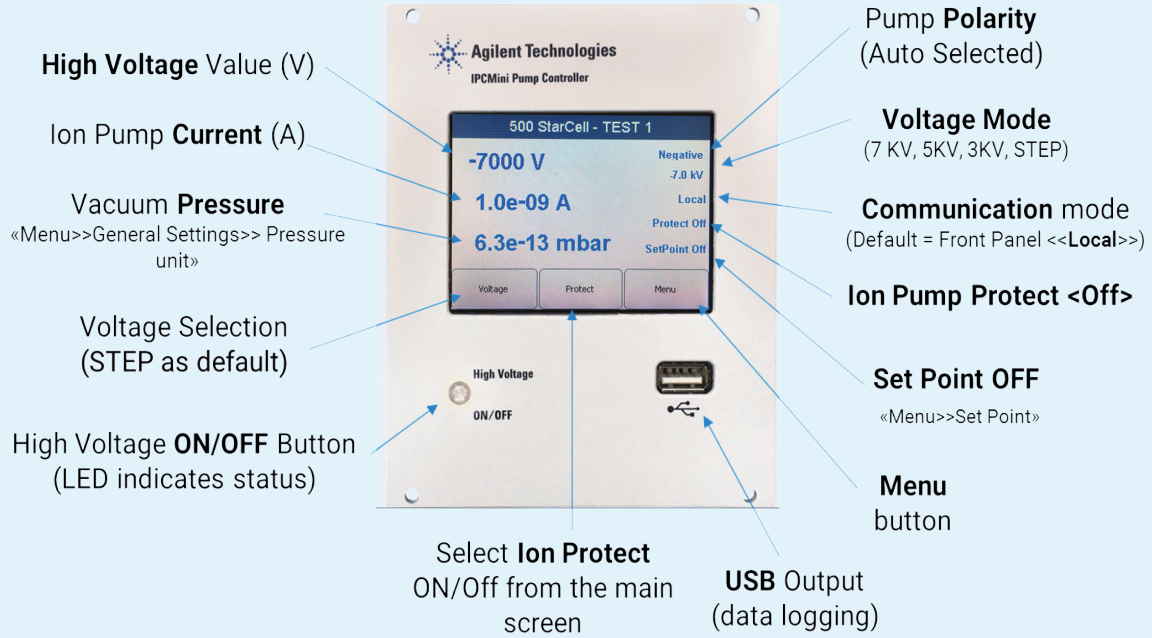 High Voltage Value (V)
Ion Pump Current (A)
Vacuum Pressure
«Menu>>General Settings>> Pressure
unit»
Voltage Selection
(STEP as default)
High Voltage ON/OFF Button
(LED indicates status)
Agilent Technologies
IPCMini Pump Controller
500 StarCell - TEST 1
-7000 V
Negative
-7.0 kV
1.0e-09 A
Local
Protect Off
6.3e-13 mbar
SetPoint Off
Voltage
Protect
Menu
High Voltage
ON/OFF
Select Ion Protect
ON/Off from the main
screen
USB Output
(data logging)
Pump Polarity
(Auto Selected)
Voltage Mode
(7 KV, 5KV, 3KV, STEP)
Communication mode
(Default = Front Panel <<Local>>)
Ion Pump Protect <Off>
Set Point OFF
«Menu>>Set Point»
Menu
button